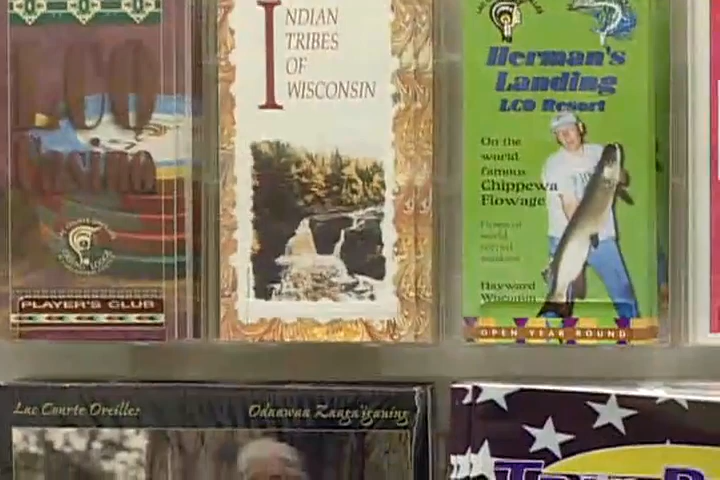 LCO
Casino
PLAYER'S CLUB
INDIAN
TRIBES
OF
WISCONSIN
Herman's
Landing
LCO Resort
On the
world
famous
Chippewa
Flowage
Hayward
Wisconsin
OPEN YEAR ROUND
Lac Courte Oreilles
Odaawaa Zaaga'iganing